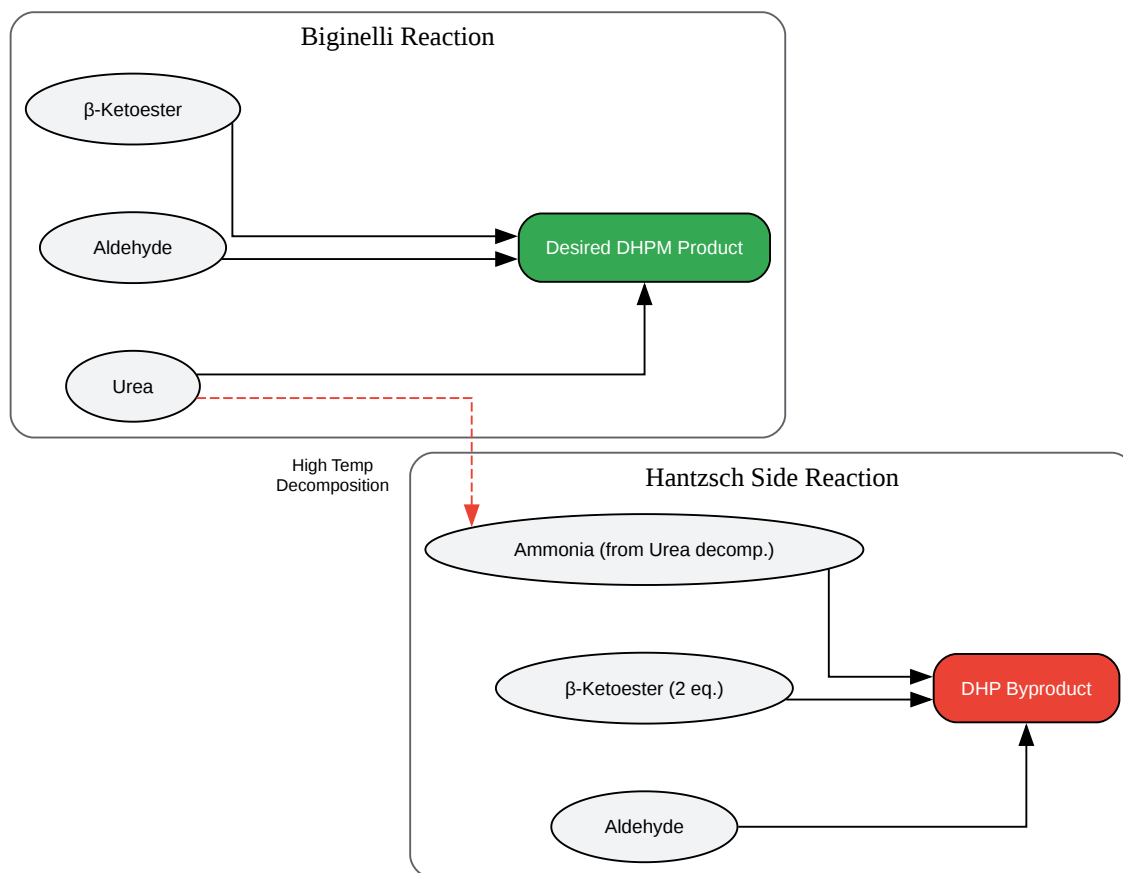 Biginelli Reaction
β-Ketoester
Aldehyde
Desired DHPM Product
Urea
High Temp
Decomposition
Hantzsch Side Reaction
Ammonia (from Urea decomp.)
β-Ketoester (2 eq.)
DHP Byproduct
Aldehyde